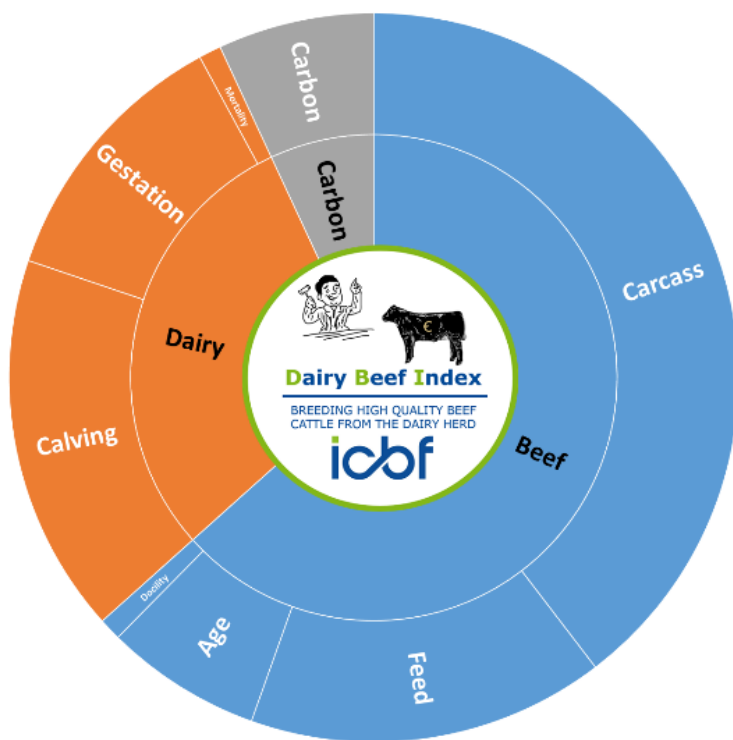 Carbon
Mortality
Gestation
Carbon
Carcass
Dairy
Dairy Beef Index
BREEDING HIGH QUALITY BEEF
CATTLE FROM THE DAIRY HERD
icbf
€
Calving
Beef
Docility
Age
Feed